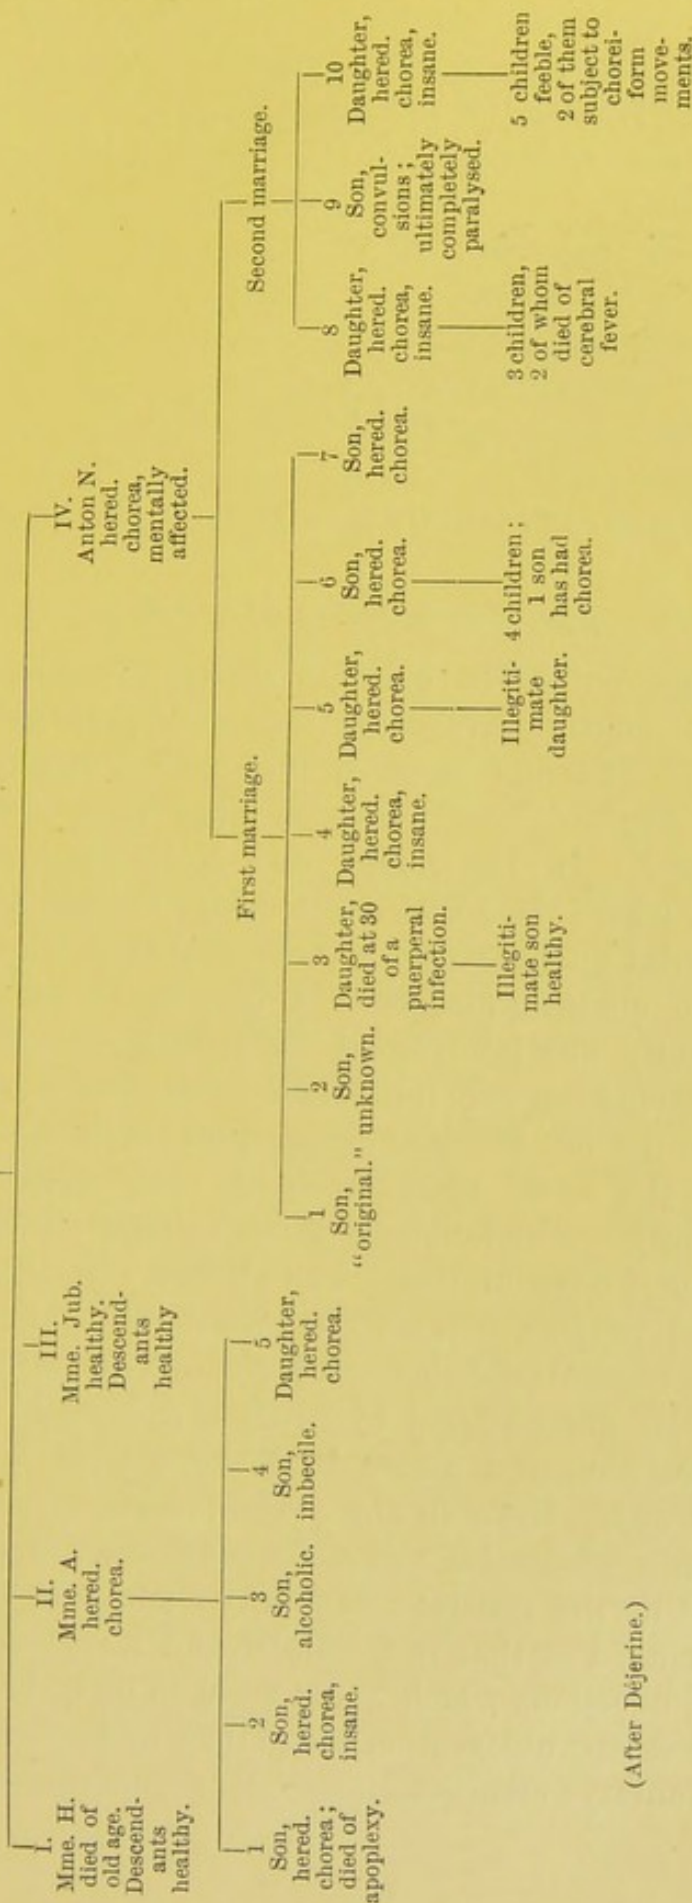 I.
Mme. H.
died of
old age.
Descend-
ants
healthy.
II.
Mme. A.
hered.
chorea.
III.
Mme. Jub.
healthy.
Descend-
ants
healthy
IV.
Anton N.
hered.
chorea,
mentally
affected.
1
Son,
hered.
chorea;
died of
apoplexy.
2
Son,
hered.
chorea,
insane.
3
Son,
alcoholic.
4
Son,
imbecile.
5
Daughter,
hered.
chorea.
First marriage.
Second marriage.
1
Son,
“original.”
2
Son,
unknown.
3
Daughter,
died at 30
of a
puerperal
infection.
Illegiti-
mate son
healthy.
4
Daughter,
hered.
chorea,
insane.
5
Daughter,
hered.
chorea.
Illegiti-
mate
daughter.
6
Son,
hered.
chorea.
4 children;
1 son
has had
chorea.
7
Son,
hered.
chorea.
8
Daughter,
hered.
chorea,
insane.
3 children,
2 of whom
died of
cerebral
fever.
9
Son,
convul-
sions;
ultimately
completely
paralysed.
10
Daughter,
hered.
chorea,
insane.
5 children
feeble,
2 of them
subject to
chorei-
form
move-
ments.
(After Déjerine.)